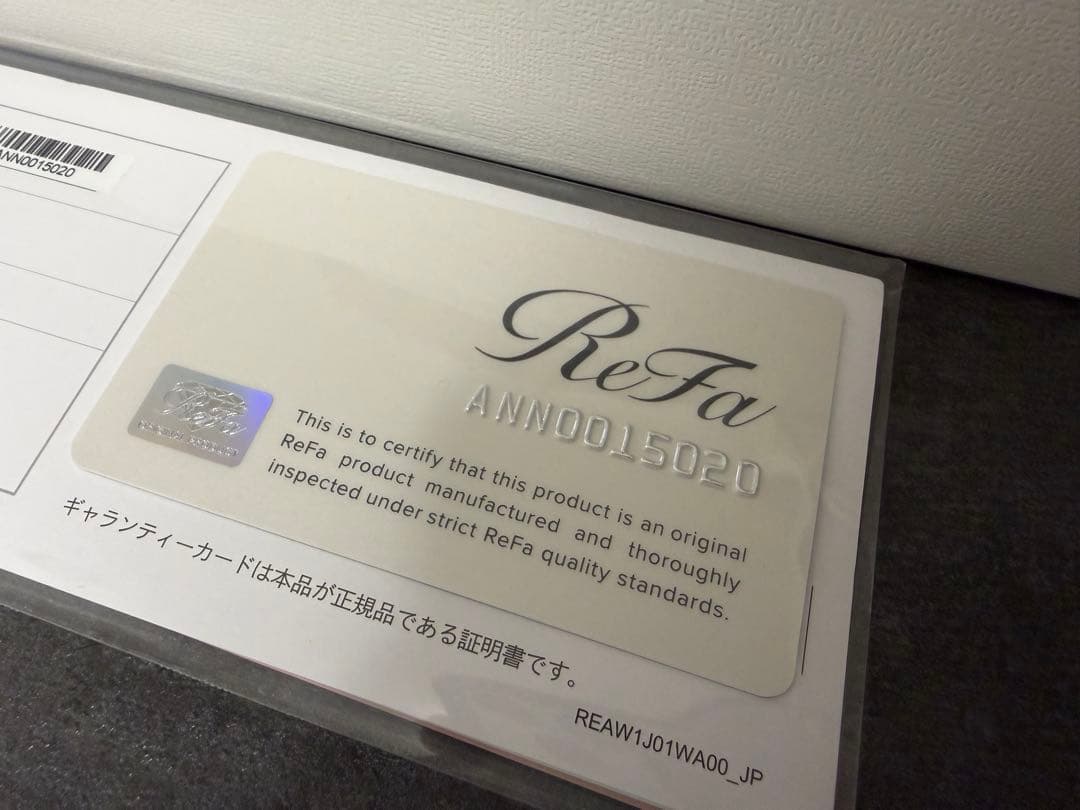 ANN0015020
ReFa
ANN0015020
ReFa
This is to certify that this product is an original
ReFa product manufactured and thoroughly
inspected under strict ReFa quality standards.
ギャランティーカードは本品が正規品である証明書です。
REAW1J01WA00_JP